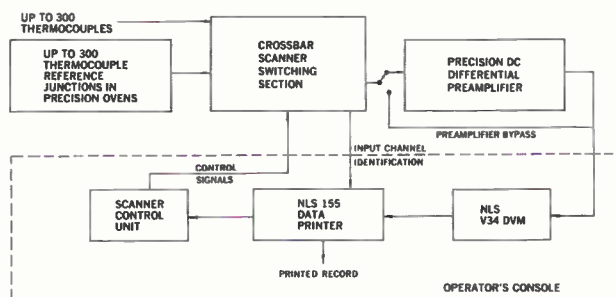 UP TO 300
THERMOCOUPLES
UP TO 300
THERMOCOUPLE
REFERENCE
JUNCTIONS IN
PRECISION OVENS
CROSSBAR
SCANNER
SWITCHING
SECTION
PRECISION DC
DIFFERENTIAL
PREAMPLIFIER
PREAMPLIFIER BYPASS
INPUT CHANNEL
IDENTIFICATION
CONTROL
SIGNALS
SCANNER
CONTROL
UNIT
NLS 155
DATA
PRINTER
NLS
V34 DVM
PRINTED RECORD
OPERATOR'S CONSOLE